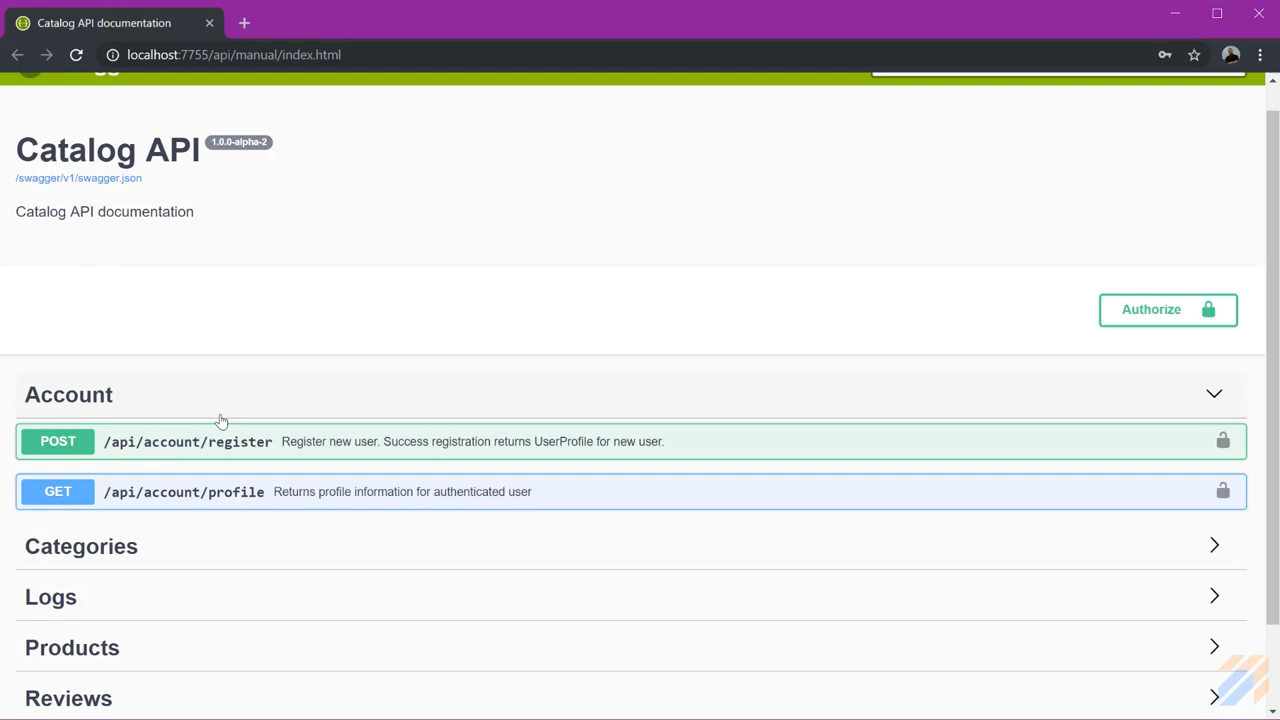 Catalog API documentation
localhost:7755/api/manual/index.html
Catalog API 1.0.0-alpha-2
/swagger/v1/swagger.json
Catalog API documentation
Authorize
Account
POST /api/account/register Register new user. Success registration returns UserProfile for new user.
GET /api/account/profile Returns profile information for authenticated user
Categories
Logs
Products
Reviews